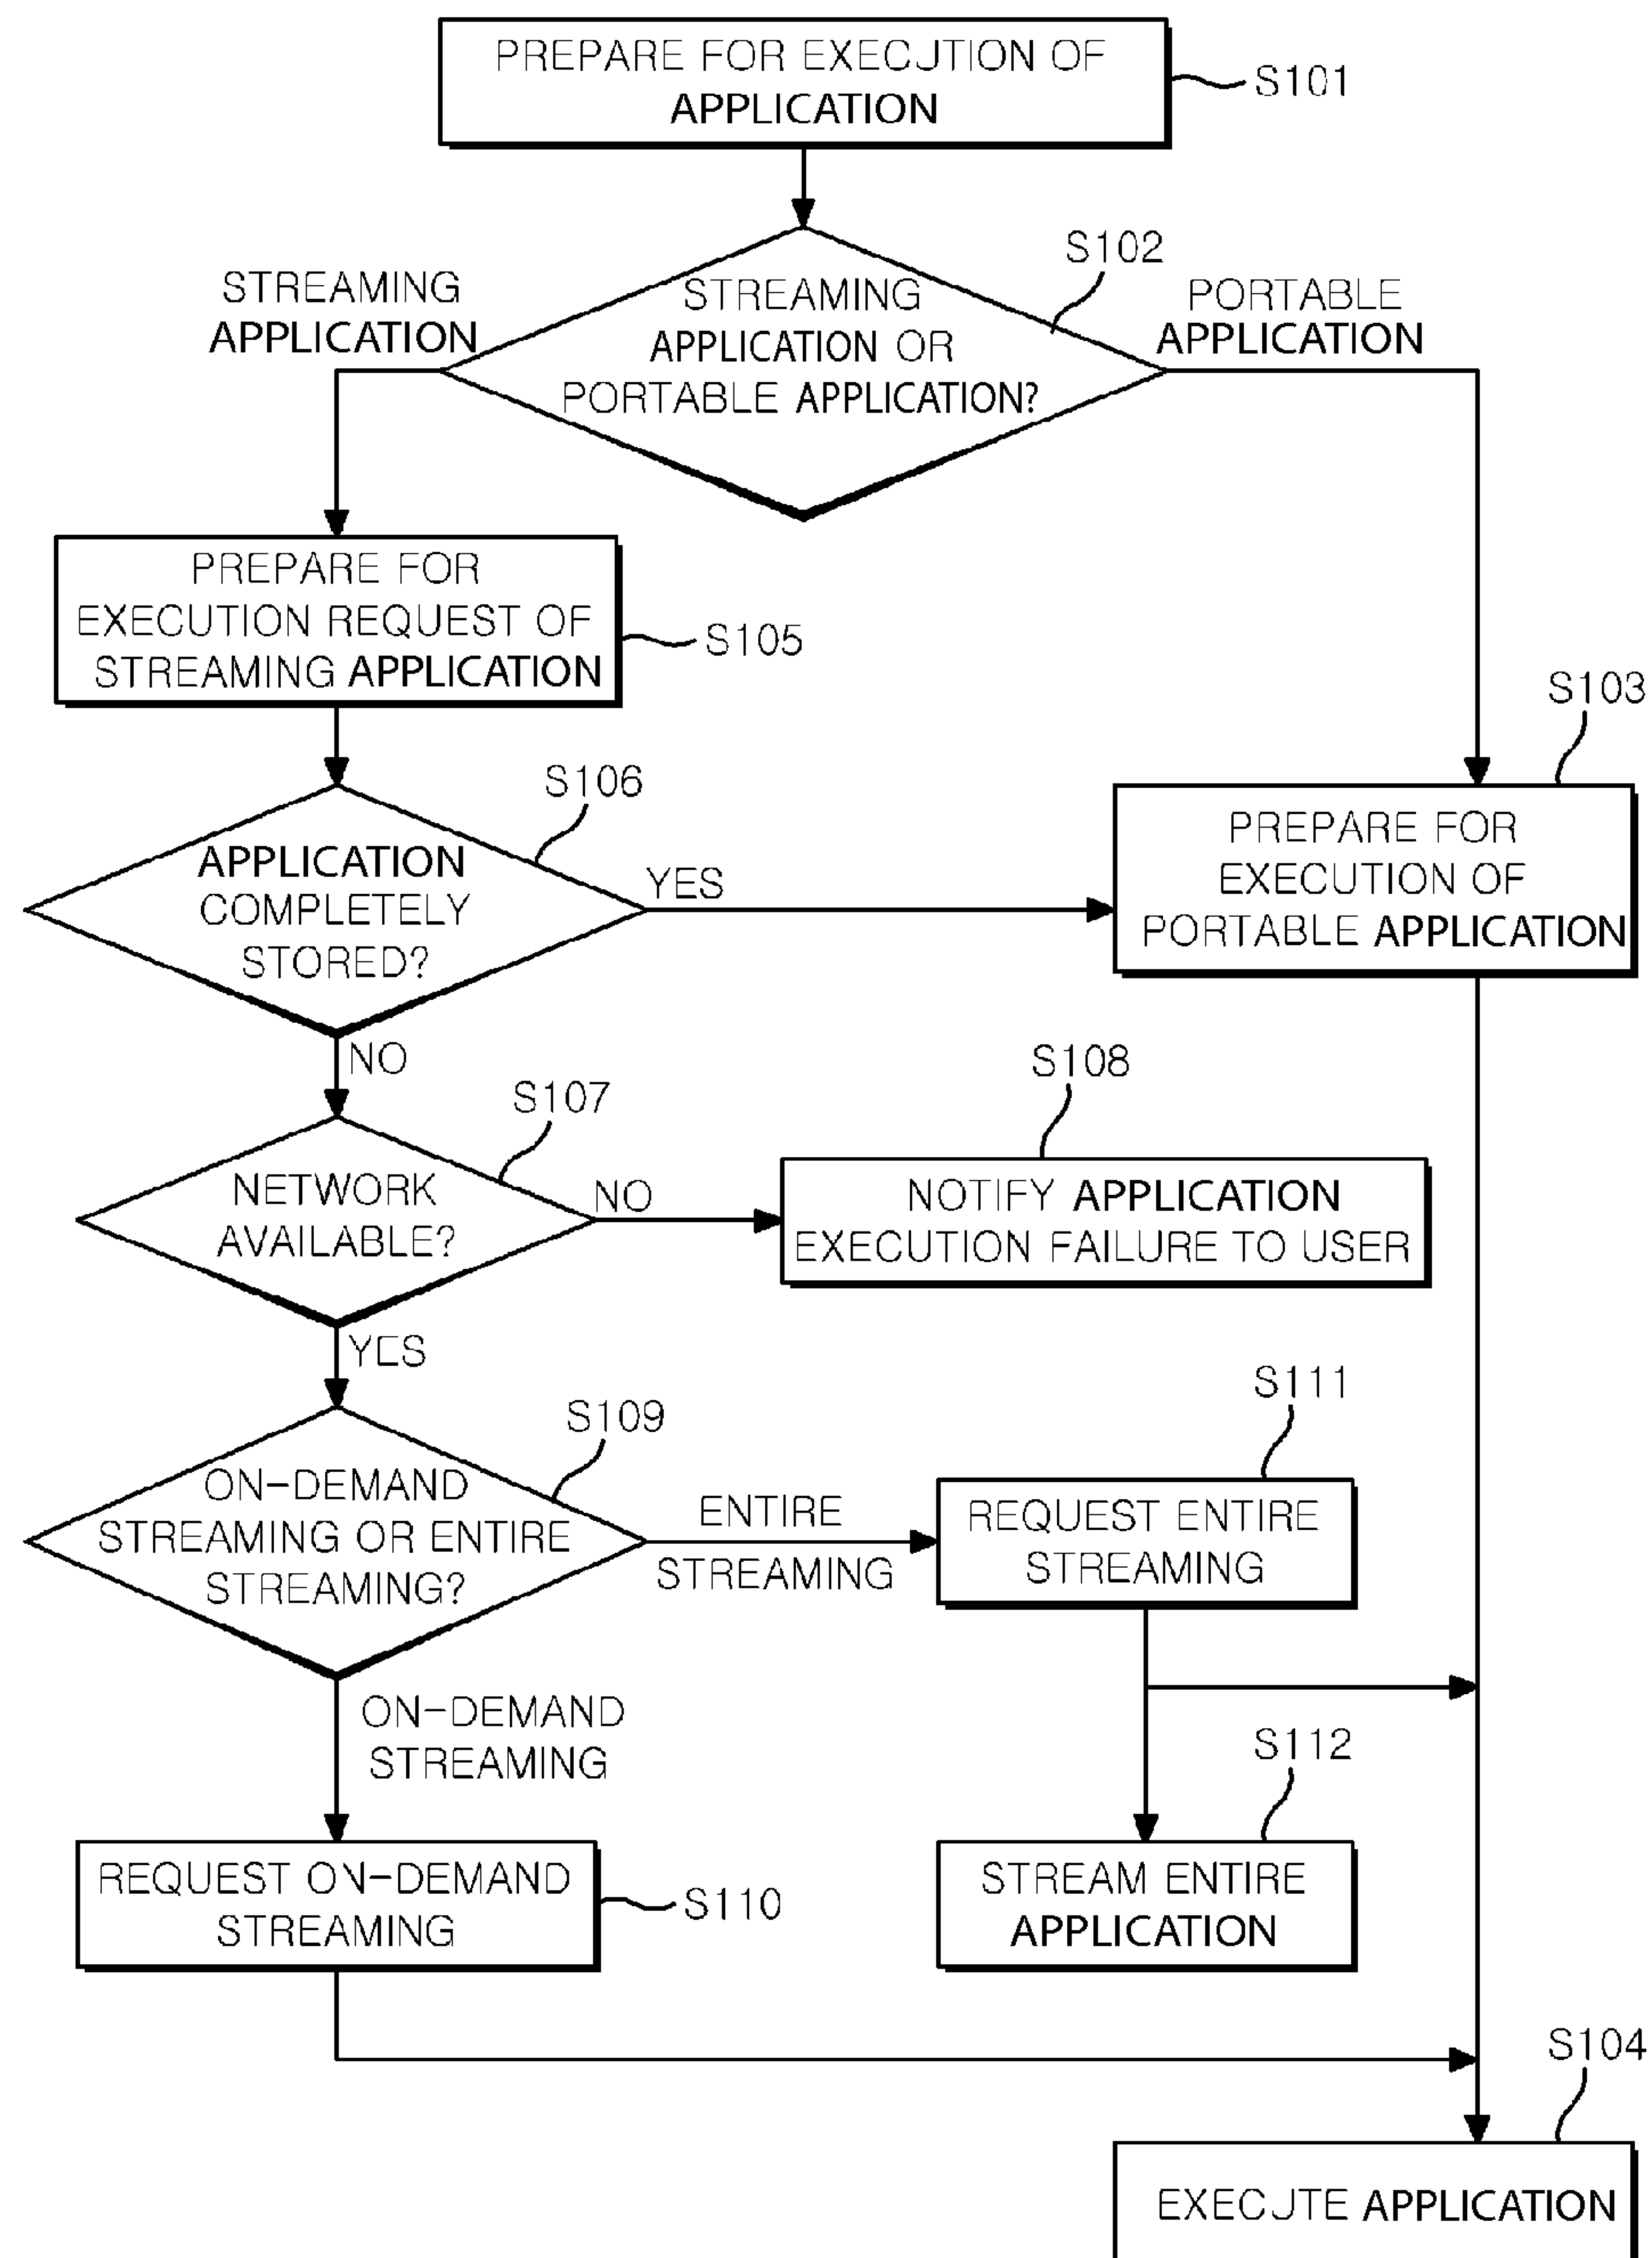 PREPARE FOR EXECJTION OF
APPLICATION
S101
S102
STREAMING
APPLICATION
STREAMING
APPLICATION OR
PORTABLE APPLICATION?
PORTABLE
APPLICATION
PREPARE FOR
EXECUTION REQUEST OF
STREAMING APPLICATION
S105
S103
PREPARE FOR
EXECUTION OF
PORTABLE APPLICATION
S106
APPLICATION
COMPLETELY
STORED?
YES
NO
S107
NETWORK
AVAILABLE?
NO
S108
NOTIFY APPLICATION
EXECUTION FAILURE TO USER
YES
S109
ON-DEMAND
STREAMING OR ENTIRE
STREAMING?
ENTIRE
STREAMING
S111
REQUEST ENTIRE
STREAMING
ON-DEMAND
STREAMING
S112
STREAM ENTIRE
APPLICATION
REQUEST ON-DEMAND
STREAMING
S110
S104
EXECJTE APPLICATION